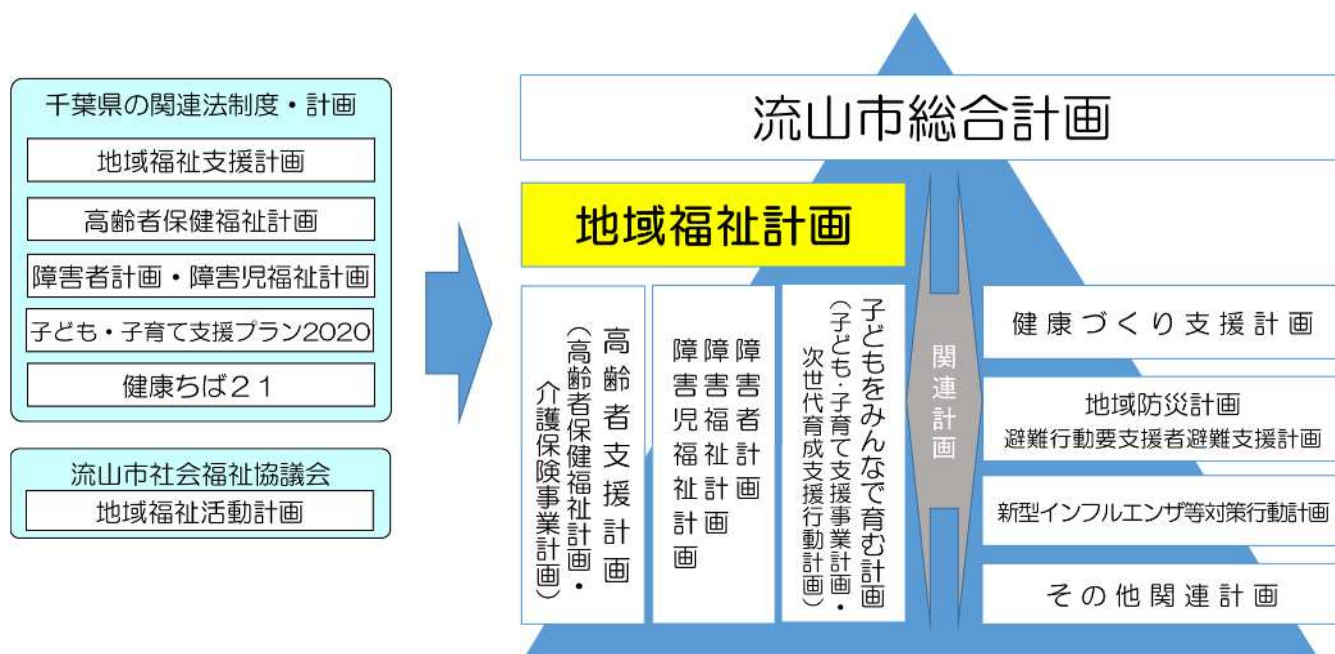 千葉県の関連法制度・計画
地域福祉支援計画
高齢者保健福祉計画
障害者計画・障害児福祉計画
子ども・子育て支援プラン2020
健康ちば21
流山市社会福祉協議会
地域福祉活動計画
流山市総合計画
地域福祉計画
高齢者支援計画
(高齢者保健福祉計画・
介護保険事業計画)
障害者計画
障害福祉計画
障害児福祉計画
子どもをみんなで育む計画
(子ども・子育て支援事業計画・
次世代育成支援行動計画)
関連計画
健康づくり支援計画
地域防災計画
避難行動要支援者避難支援計画
新型インフルエンザ等対策行動計画
その他関連計画